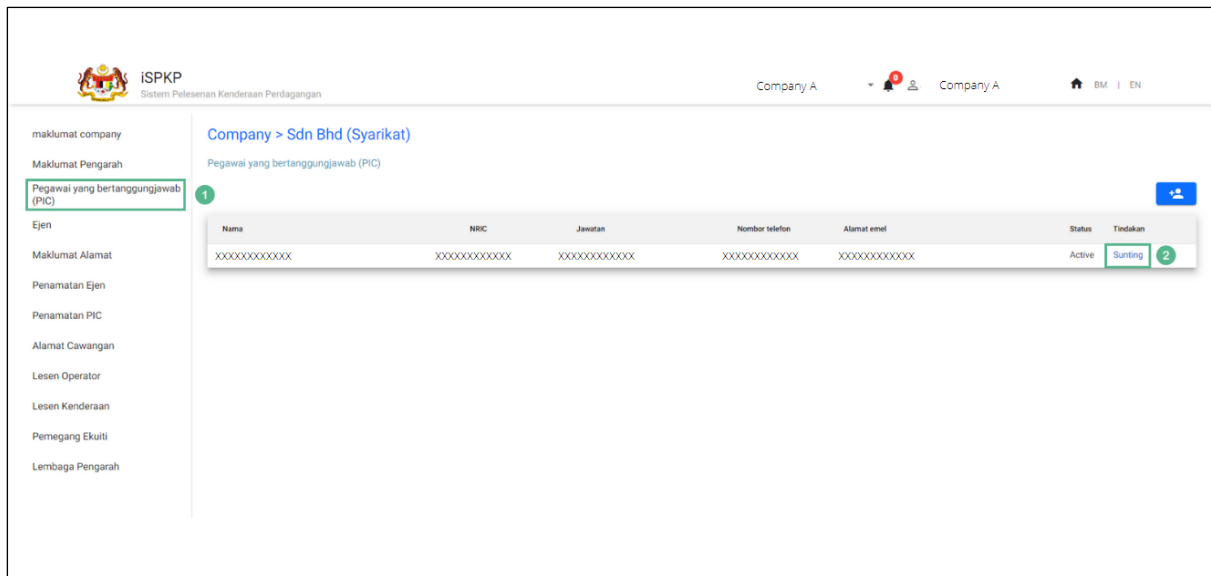 iSPKP
Sistem Pelesenan Kenderaan Perdagangan
Company A
0
Company A
BM | EN
maklumat company
Maklumat Pengarah
Pegawai yang bertanggungjawab
(PIC)
1
Ejen
Maklumat Alamat
Penamatan Ejen
Penamatan PIC
Alamat Cawangan
Lesen Operator
Lesen Kenderaan
Pemegang Ekuiti
Lembaga Pengarah
Company > Sdn Bhd (Syarikat)
Pegawai yang bertanggungjawab (PIC)
Nama NRIC Jawatan Nombor telefon Alamat emel Status Tindakan
XXXXXXXXXXXX XXXXXXXXXXXX XXXXXXXXXXXX XXXXXXXXXXXX XXXXXXXXXXXX Active Sunting 2